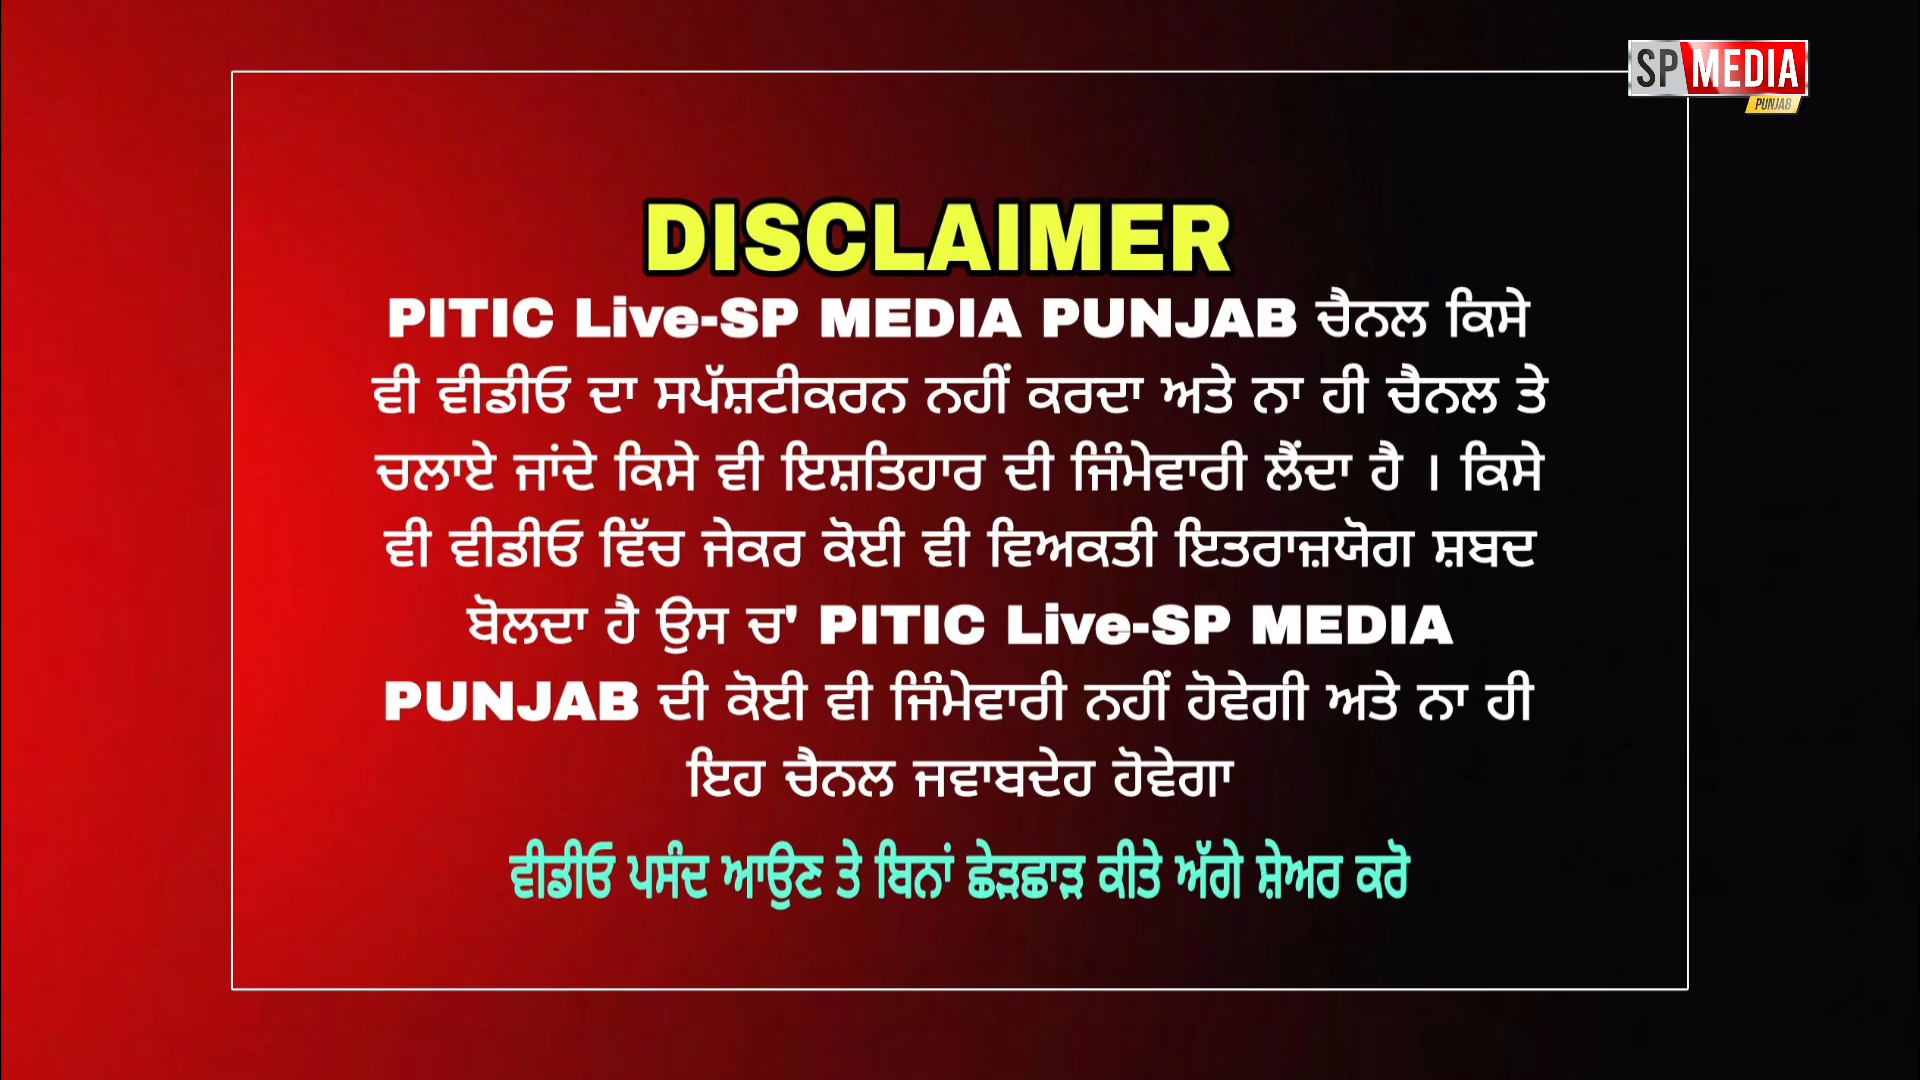 SP MEDIA
PUNJAB
DISCLAIMER
PITIC Live-SP MEDIA PUNJAB ਚੈਨਲ ਕਿਸੇ
ਵੀ ਵੀਡੀਓ ਦਾ ਸਪੱਸ਼ਟੀਕਰਨ ਨਹੀਂ ਕਰਦਾ ਅਤੇ ਨਾ ਹੀ ਚੈਨਲ ਤੇ
ਚਲਾਏ ਜਾਂਦੇ ਕਿਸੇ ਵੀ ਇਸ਼ਤਿਹਾਰ ਦੀ ਜਿੰਮੇਵਾਰੀ ਲੈਂਦਾ ਹੈ । ਕਿਸੇ
ਵੀ ਵੀਡੀਓ ਵਿੱਚ ਜੇਕਰ ਕੋਈ ਵੀ ਵਿਅਕਤੀ ਇਤਰਾਜ਼ਯੋਗ ਸ਼ਬਦ
ਬੋਲਦਾ ਹੈ ਉਸ ਚ' PITIC Live-SP MEDIA
PUNJAB ਦੀ ਕੋਈ ਵੀ ਜਿੰਮੇਵਾਰੀ ਨਹੀਂ ਹੋਵੇਗੀ ਅਤੇ ਨਾ ਹੀ
ਇਹ ਚੈਨਲ ਜਵਾਬਦੇਹ ਹੋਵੇਗਾ
ਵੀਡੀਓ ਪਸੰਦ ਆਉਣ ਤੇ ਬਿਨਾਂ ਛੇੜਛਾੜ ਕੀਤੇ ਅੱਗੇ ਸ਼ੇਅਰ ਕਰੋ